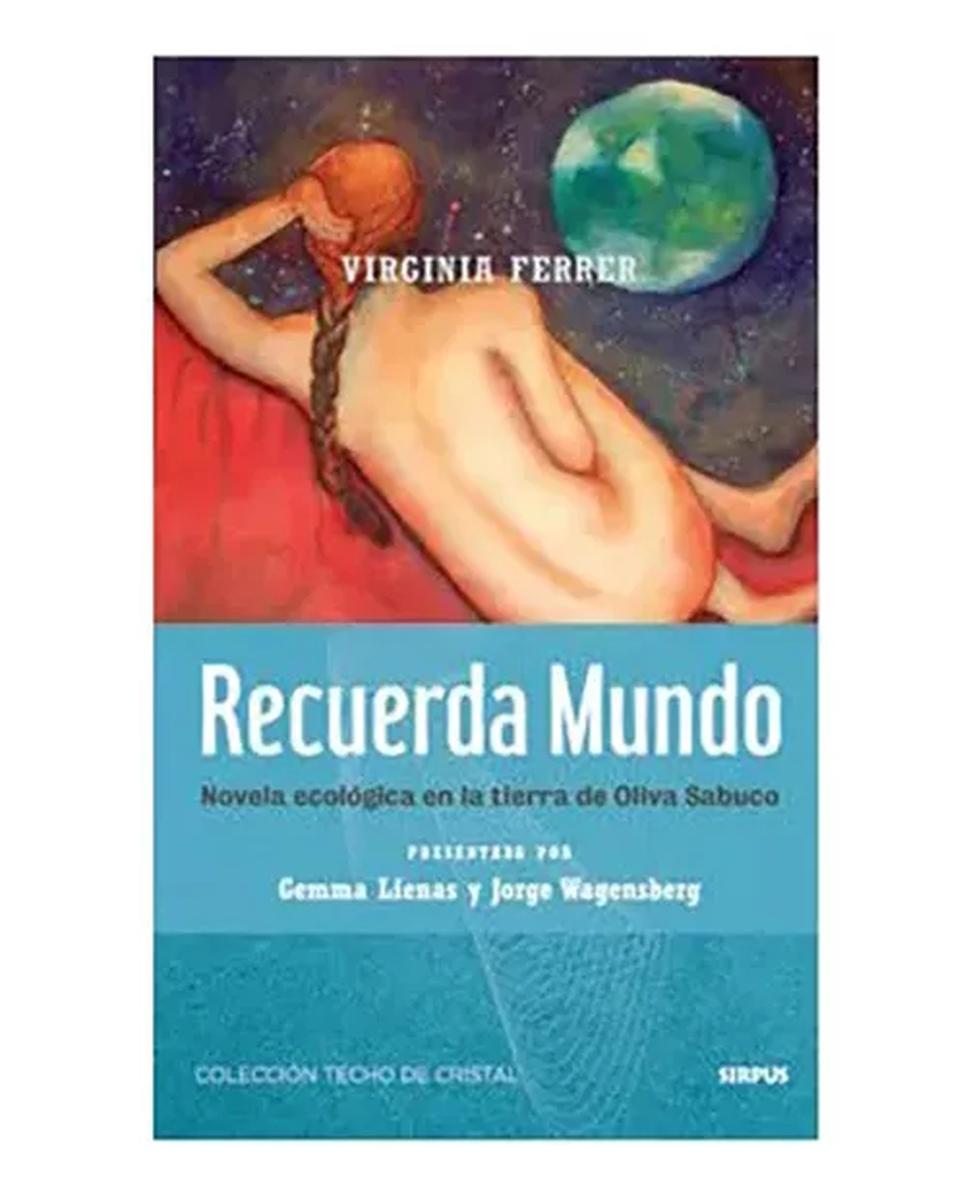 VIRGINIA FERRER
Recuerda Mundo
Novela ecológica en la tierra de Oliva Sabuco
PRESENTADA POR
Gemma Lienas y Jorge Wagensberg
COLECCIÓN TECHO DE CRISTAL
SIRPUS